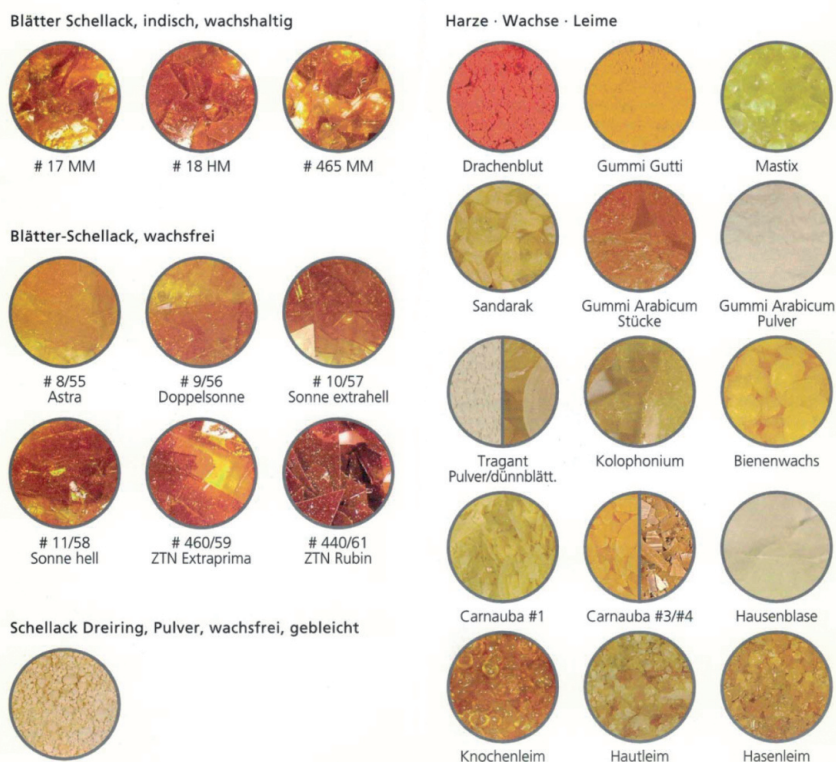 Blätter Schellack, indisch, wachshaltig
# 17 MM
# 18 HM
# 465 MM
Blätter-Schellack, wachsfrei
# 8/55
Astra
# 9/56
Doppelsonne
# 10/57
Sonne extrahell
# 11/58
Sonne hell
# 460/59
ZTN Extraprima
# 440/61
ZTN Rubin
Schellack Dreiring, Pulver, wachsfrei, gebleicht
Harze · Wachse · Leime
Drachenblut
Gummi Gutti
Mastix
Sandarak
Gummi Arabicum
Stücke
Gummi Arabicum
Pulver
Tragant
Pulver/dünnblätt.
Kolophonium
Bienenwachs
Carnauba #1
Carnauba #3/#4
Hausenblase
Knochenleim
Hautleim
Hasenleim